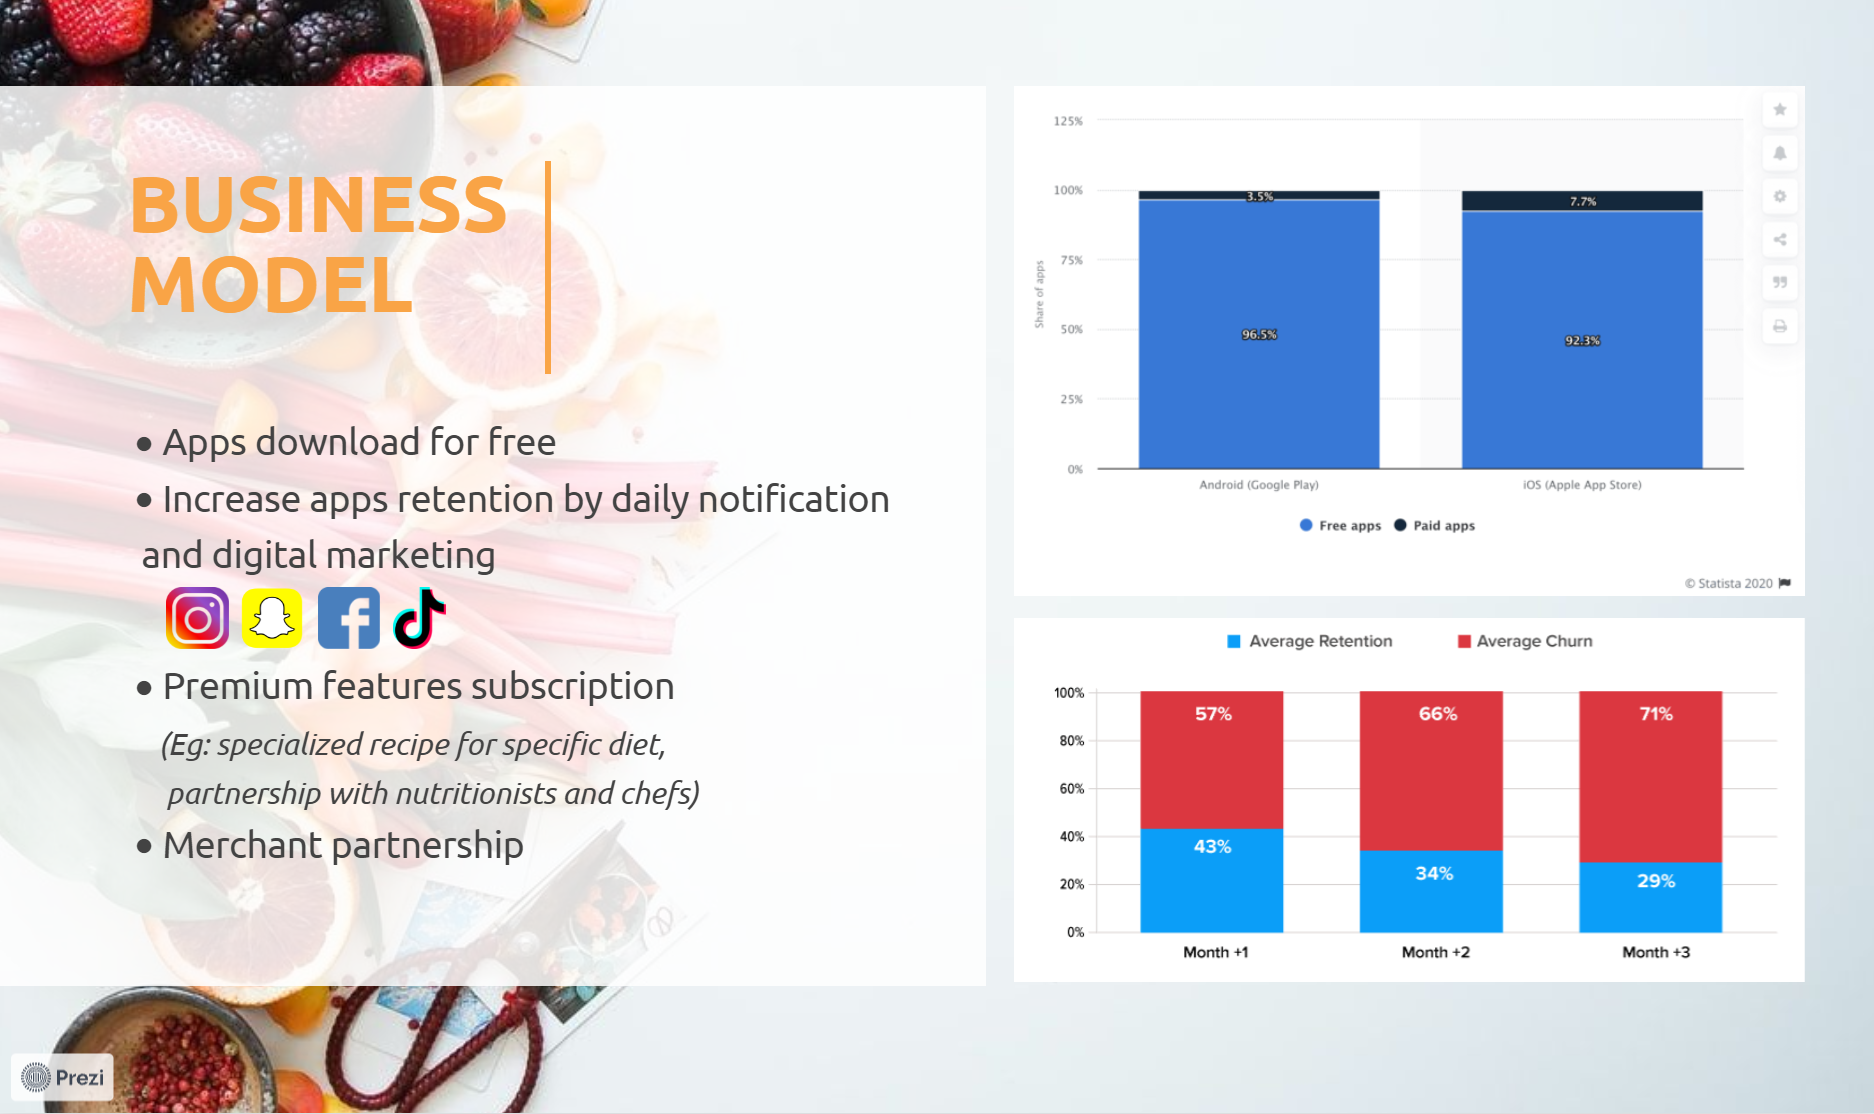 BUSINESS
MODEL
• Apps download for free
• Increase apps retention by daily notification
and digital marketing
• Premium features subscription
(Eg: specialized recipe for specific diet,
partnership with nutritionists and chefs)
• Merchant partnership
125%
100%
75%
50%
25%
0%
Share of apps
3.5%
96.5%
7.7%
92.3%
Android (Google Play)
iOS (Apple App Store)
Free apps
Paid apps
© Statista 2020
Average Retention
Average Churn
100%
80%
60%
40%
20%
0%
57%
66%
71%
43%
34%
29%
Month +1
Month +2
Month +3
Prezi